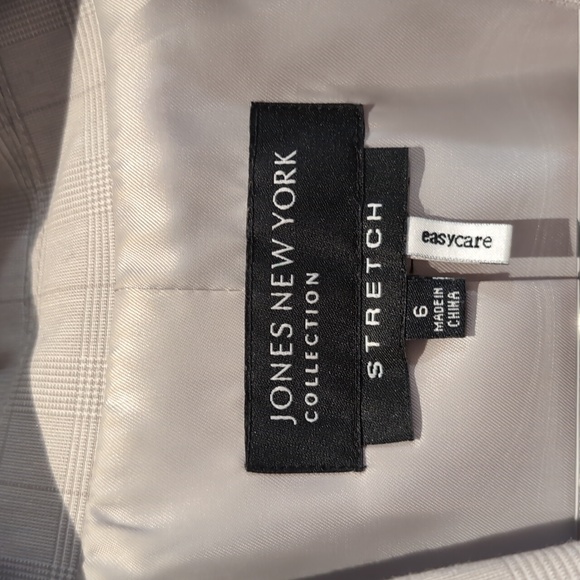 JONES NEW YORK
COLLECTION
STRETCH
easycare
6
MADE IN
CHINA